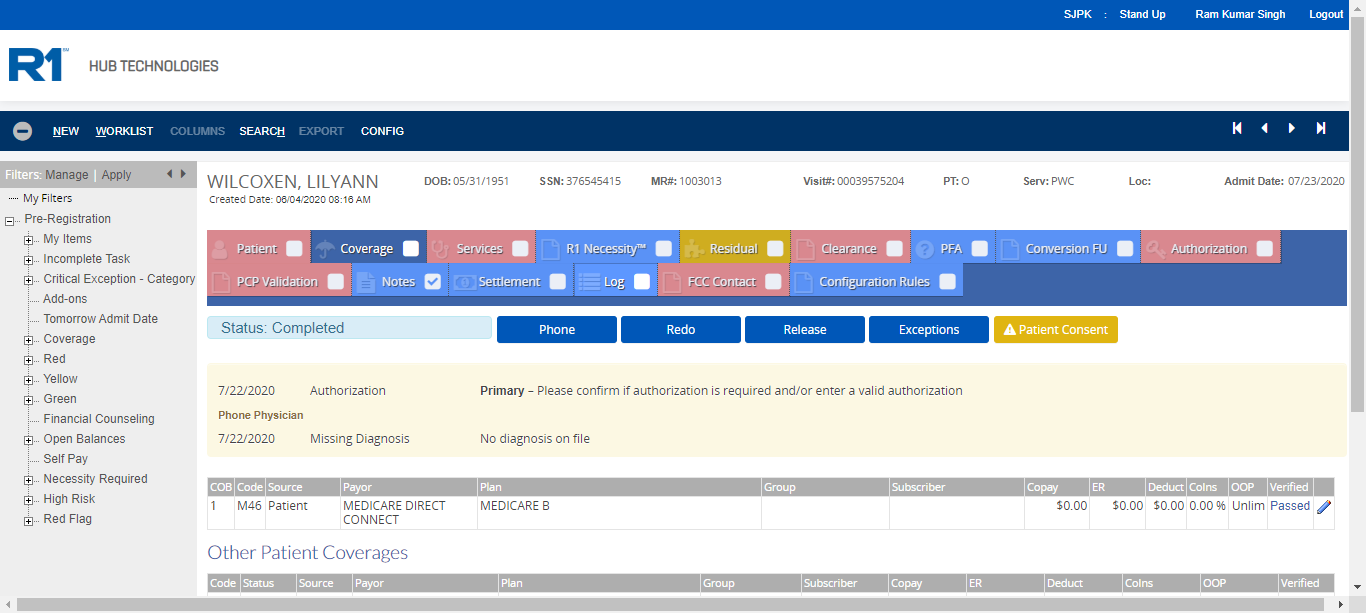 SJPK : Stand Up Ram Kumar Singh Logout
R1™ HUB TECHNOLOGIES
NEW WORKLIST COLUMNS SEARCH EXPORT CONFIG
Filters: Manage | Apply
My Filters
Pre-Registration
My Items
Incomplete Task
Critical Exception - Category
Add-ons
Tomorrow Admit Date
Coverage
Red
Yellow
Green
Financial Counseling
Open Balances
Self Pay
Necessity Required
High Risk
Red Flag
WILCOXEN, LILYANN DOB: 05/31/1951 SSN: 376545415 MR#: 1003013 Visit#: 00039575204 PT: O Serv: PWC Loc: Admit Date: 07/23/2020
Created Date: 06/04/2020 08:16 AM
Patient Coverage Services R1 Necessity™ Residual Clearance PFA Conversion FU Authorization
PCP Validation Notes Settlement Log FCC Contact Configuration Rules
Status: Completed Phone Redo Release Exceptions Patient Consent
7/22/2020 Authorization Primary – Please confirm if authorization is required and/or enter a valid authorization
Phone Physician
7/22/2020 Missing Diagnosis No diagnosis on file
COB Code Source Payor Plan Group Subscriber Copay ER Deduct CoIns OOP Verified
1 M46 Patient MEDICARE DIRECT MEDICARE B $0.00 $0.00 $0.00 0.00 % Unlim Passed
CONNECT
Other Patient Coverages
Code Status Source Payor Plan Group Subscriber Copay ER Deduct CoIns OOP Verified